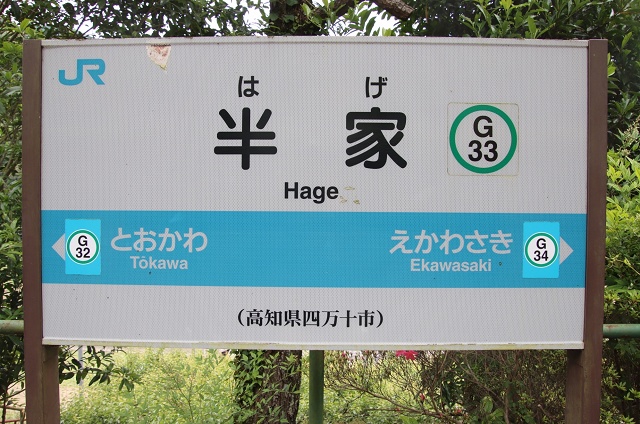 JR
は げ
半 家
G
33
Hage
G
32
とおかわ
Tōkawa
えかわさき
Ekawasaki
G
34
(高知県四万十市)